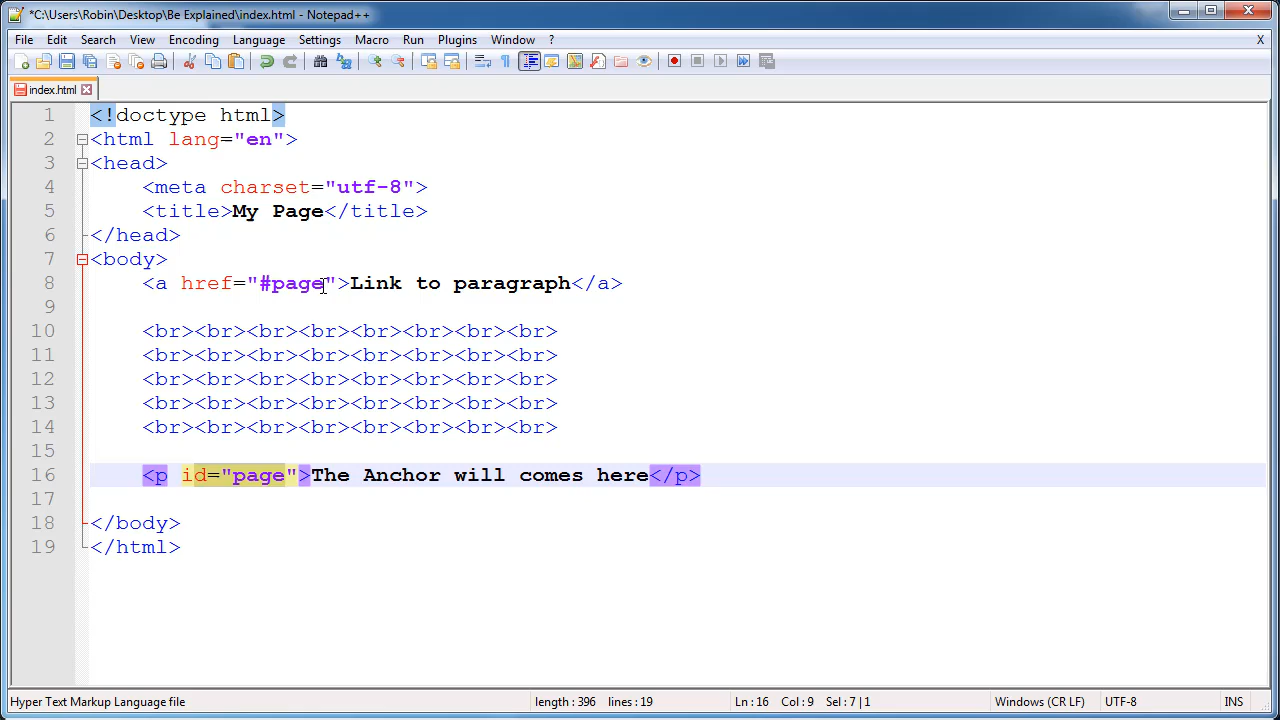 *C:\Users\Robin\Desktop\Be Explained\index.html - Notepad++
File Edit Search View Encoding Language Settings Macro Run Plugins Window ? X
index.html
1 <!doctype html>
2 <html lang="en">
3 <head>
4 <meta charset="utf-8">
5 <title>My Page</title>
6 </head>
7 <body>
8 <a href="#page">Link to paragraph</a>
9
10 <br><br><br><br><br><br><br><br>
11 <br><br><br><br><br><br><br><br>
12 <br><br><br><br><br><br><br><br>
13 <br><br><br><br><br><br><br><br>
14 <br><br><br><br><br><br><br><br>
15
16 <p id="page">The Anchor will comes here</p>
17
18 </body>
19 </html>
Hyper Text Markup Language file length : 396 lines : 19 Ln : 16 Col : 9 Sel : 7 | 1 Windows (CR LF) UTF-8 INS